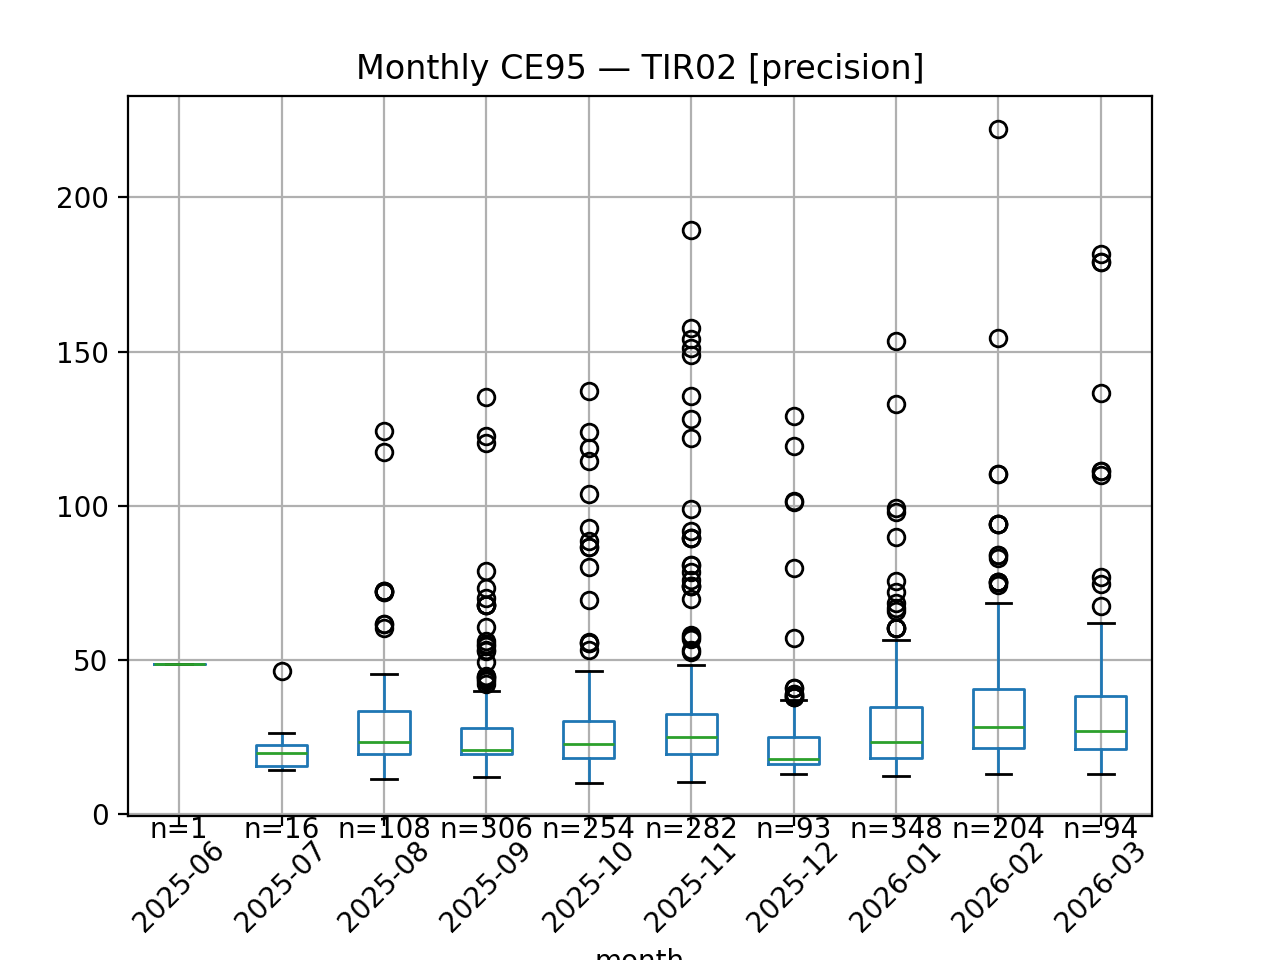 Monthly CE95 — TIR02 [precision]
200
150
100
50
0
n=1 n=16 n=108 n=306 n=254 n=282 n=93 n=348 n=204 n=94
2025-06 2025-07 2025-08 2025-09 2025-10 2025-11 2025-12 2026-01 2026-02 2026-03
month